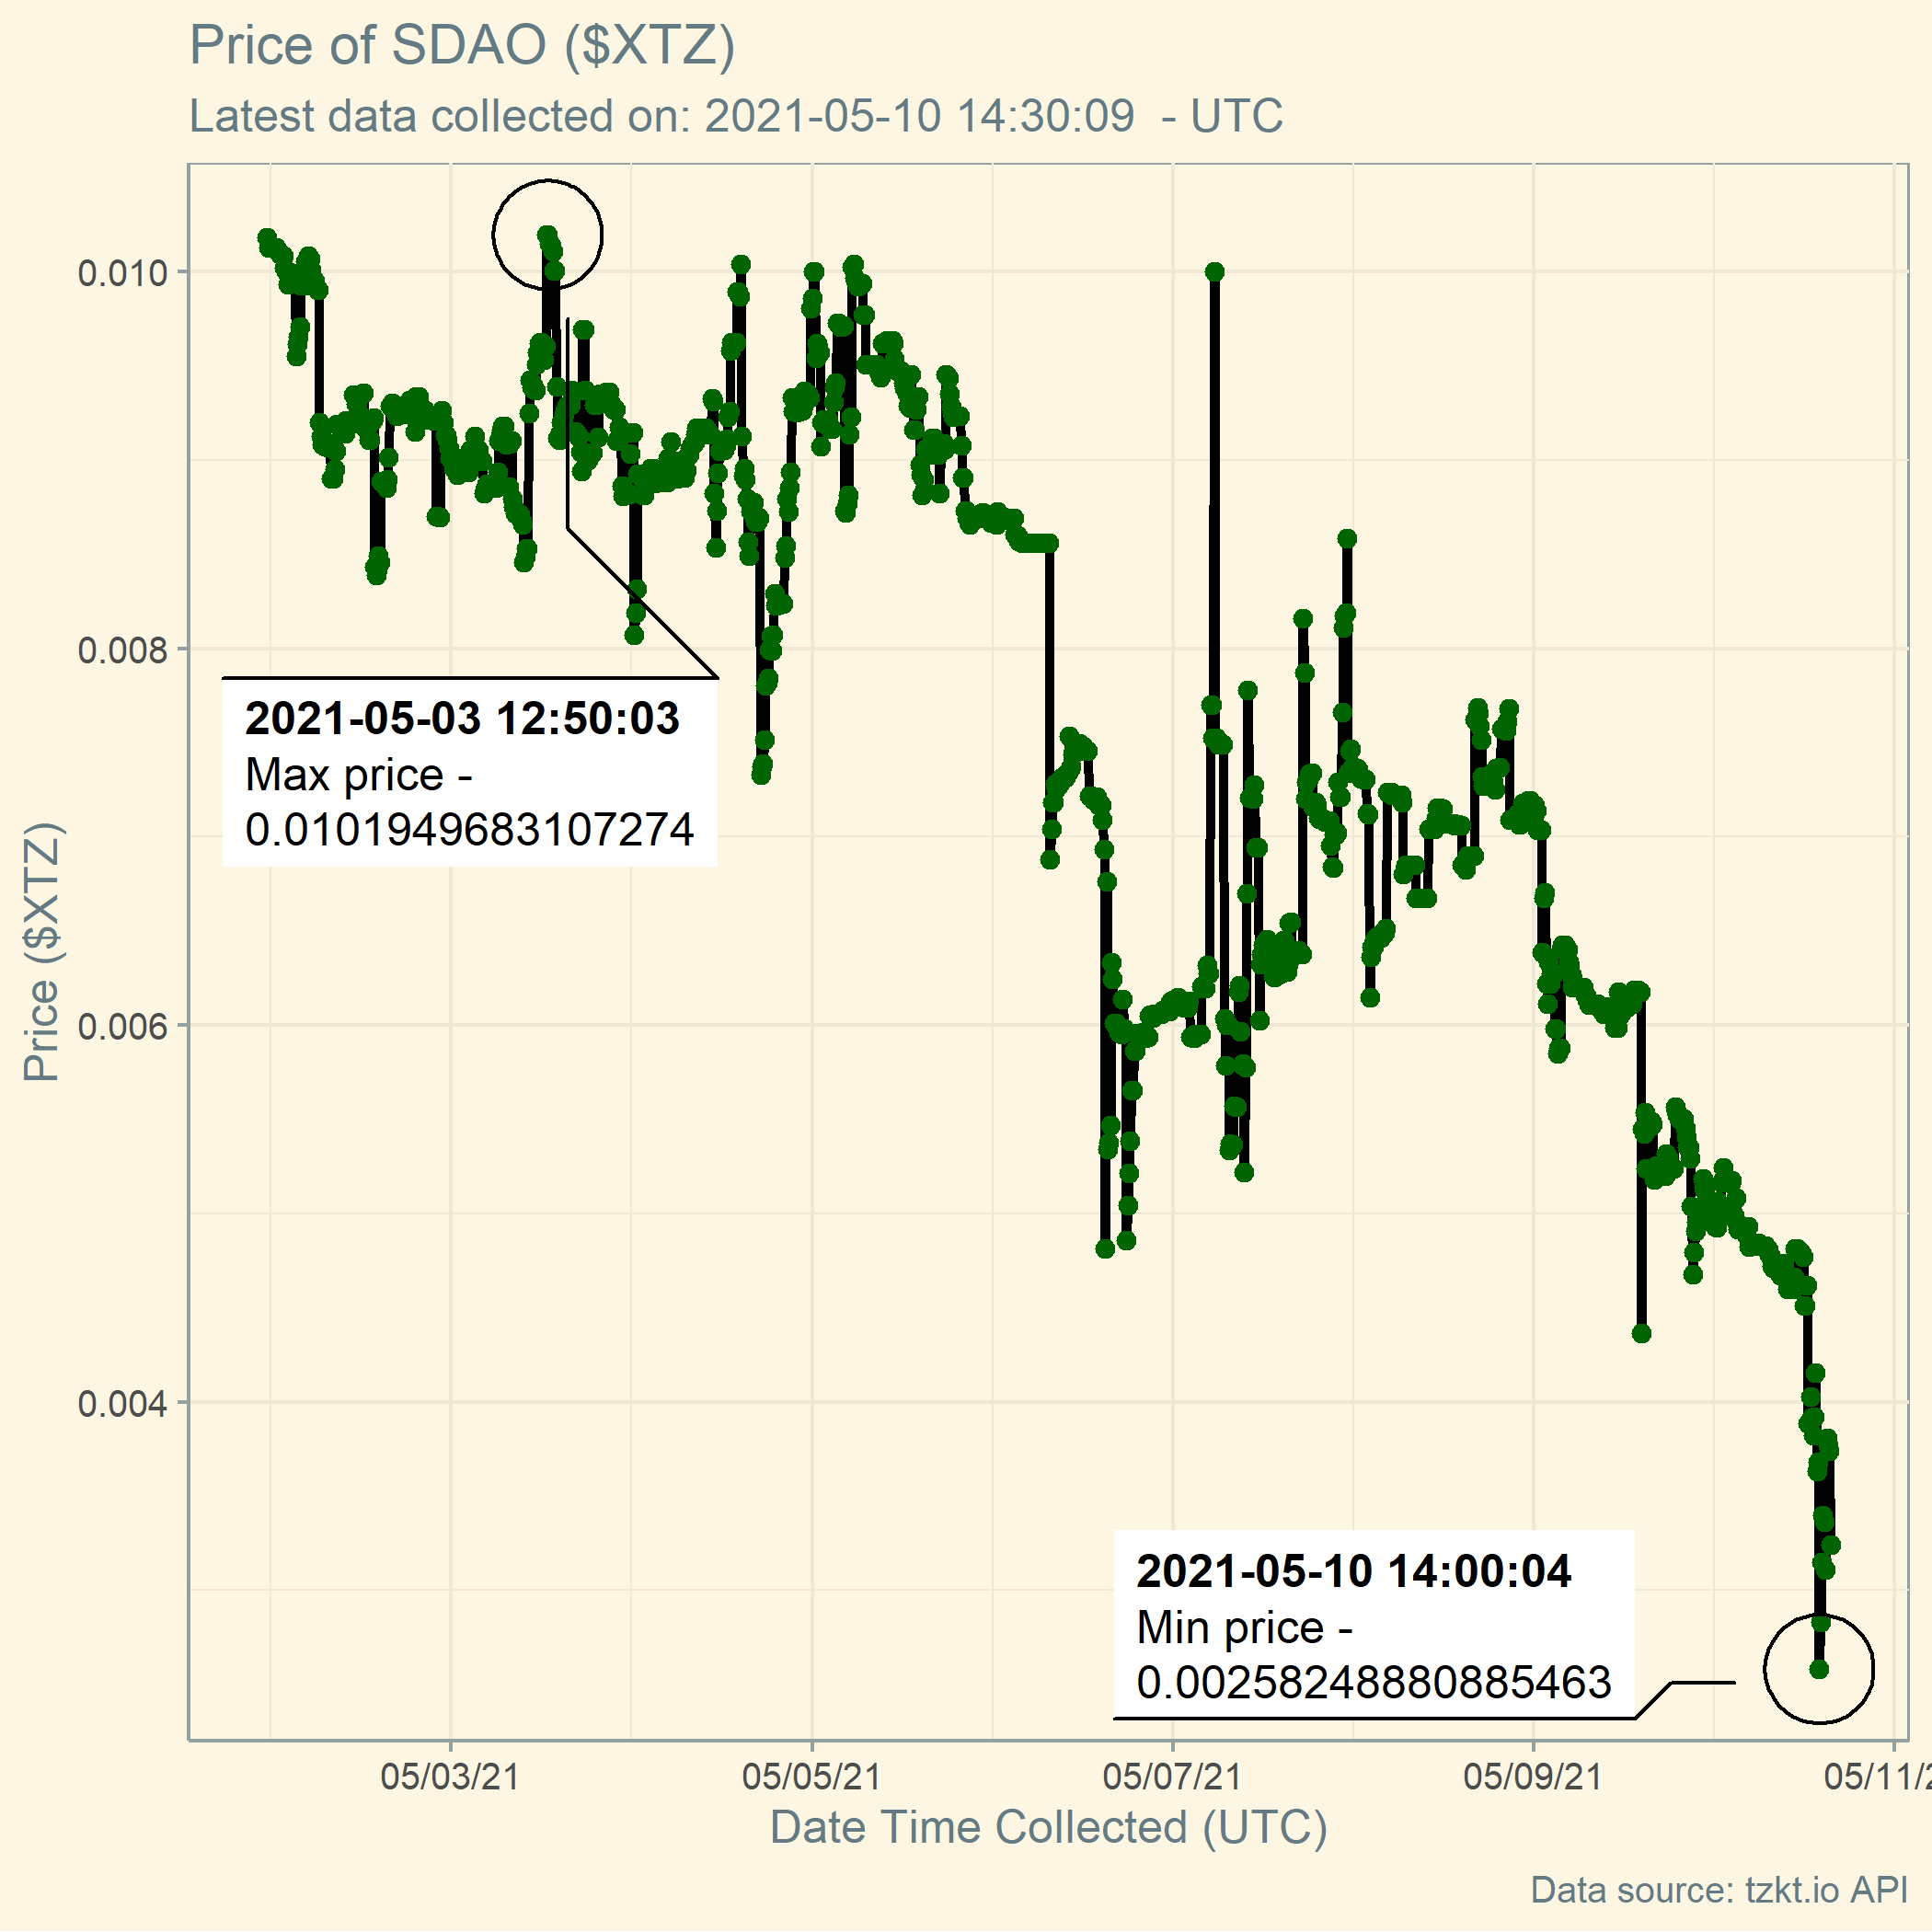 Price of SDAO ($XTZ)
Latest data collected on: 2021-05-10 14:30:09  - UTC
0.010
0.008
0.006
0.004
Price ($XTZ)
2021-05-03 12:50:03
Max price -
0.0101949683107274
2021-05-10 14:00:04
Min price -
0.00258248880885463
05/03/21
05/05/21
05/07/21
05/09/21
05/11/2
Date Time Collected (UTC)
Data source: tzkt.io API